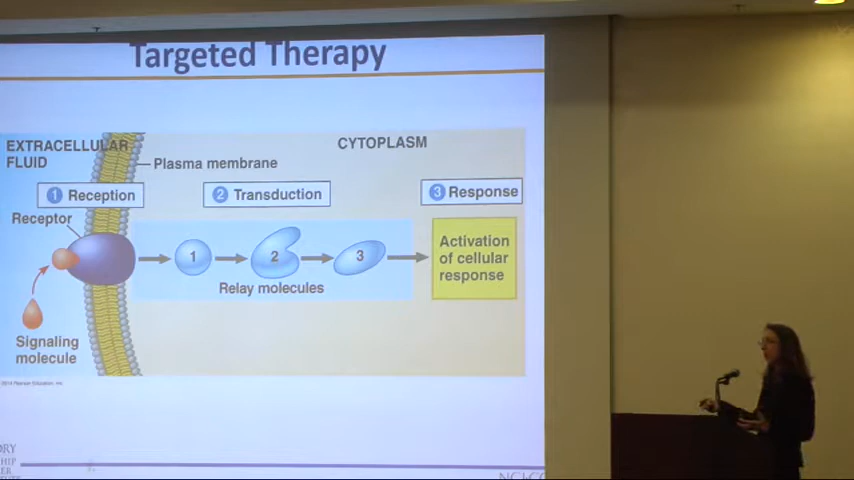 Targeted Therapy
EXTRACELLULAR
FLUID
CYTOPLASM
Plasma membrane
1 Reception
2 Transduction
3 Response
Receptor
1
2
3
Activation
of cellular
response
Relay molecules
Signaling
molecule